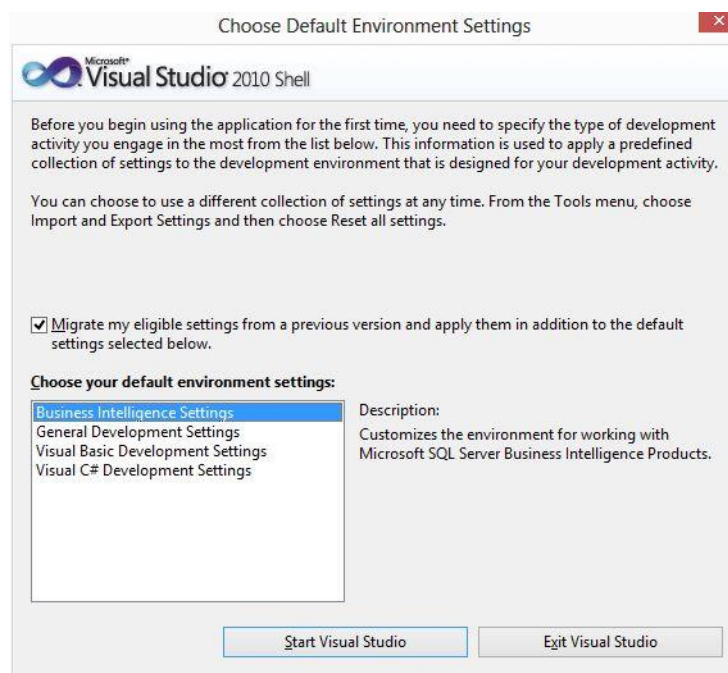 Choose Default Environment Settings
Microsoft®
Visual Studio 2010 Shell
Before you begin using the application for the first time, you need to specify the type of development
activity you engage in the most from the list below. This information is used to apply a predefined
collection of settings to the development environment that is designed for your development activity.
You can choose to use a different collection of settings at any time. From the Tools menu, choose
Import and Export Settings and then choose Reset all settings.
Migrate my eligible settings from a previous version and apply them in addition to the default
settings selected below.
Choose your default environment settings:
Business Intelligence Settings
General Development Settings
Visual Basic Development Settings
Visual C# Development Settings
Description:
Customizes the environment for working with
Microsoft SQL Server Business Intelligence Products.
Start Visual Studio
Exit Visual Studio